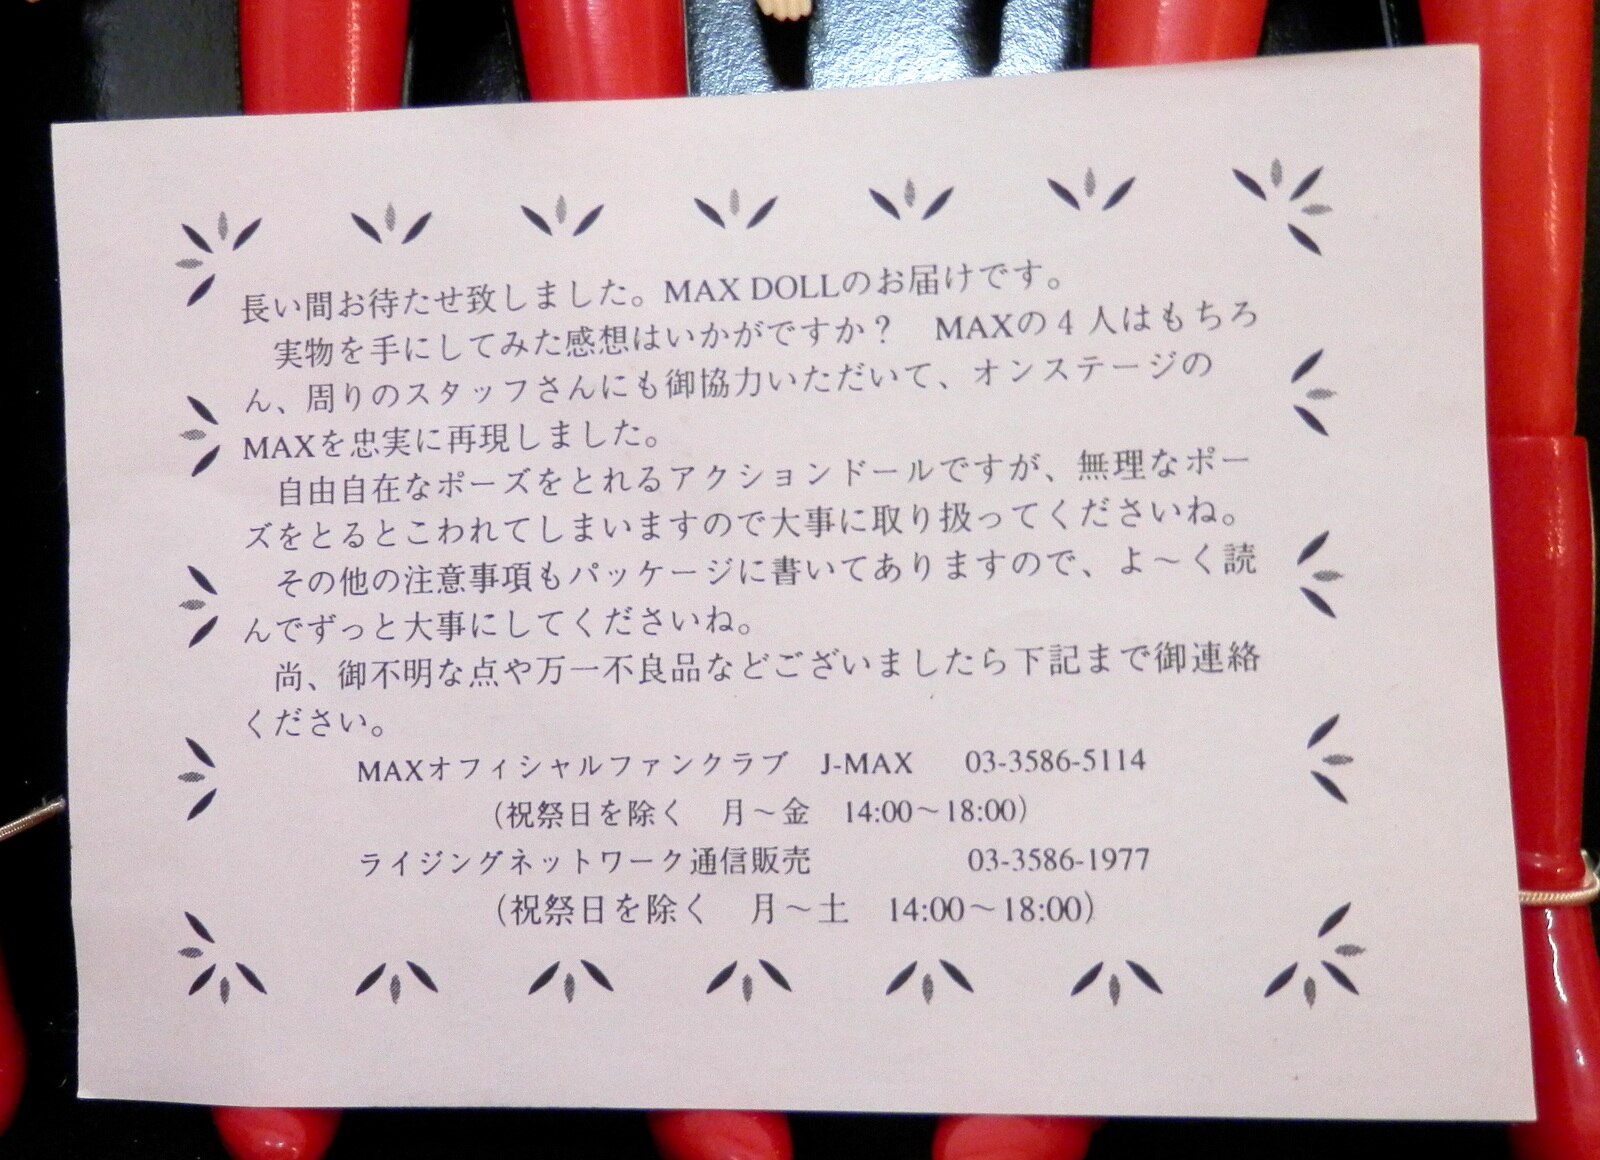 長い間お待たせ致しました。MAX DOLLのお届けです。
実物を手にしてみた感想はいかがですか？　MAXの４人はもちろ
ん、周りのスタッフさんにも御協力いただいて、オンステージの
MAXを忠実に再現しました。
自由自在なポーズをとれるアクションドールですが、無理なポー
ズをとるとこわれてしまいますので大事に取り扱ってくださいね。
その他の注意事項もパッケージに書いてありますので、よ～く読
んでずっと大事にしてくださいね。
尚、御不明な点や万一不良品などございましたら下記まで御連絡
ください。
MAXオフィシャルファンクラブ　J-MAX　03-3586-5114
（祝祭日を除く　月～金　14:00～18:00）
ライジングネットワーク通信販売　03-3586-1977
（祝祭日を除く　月～土　14:00～18:00）